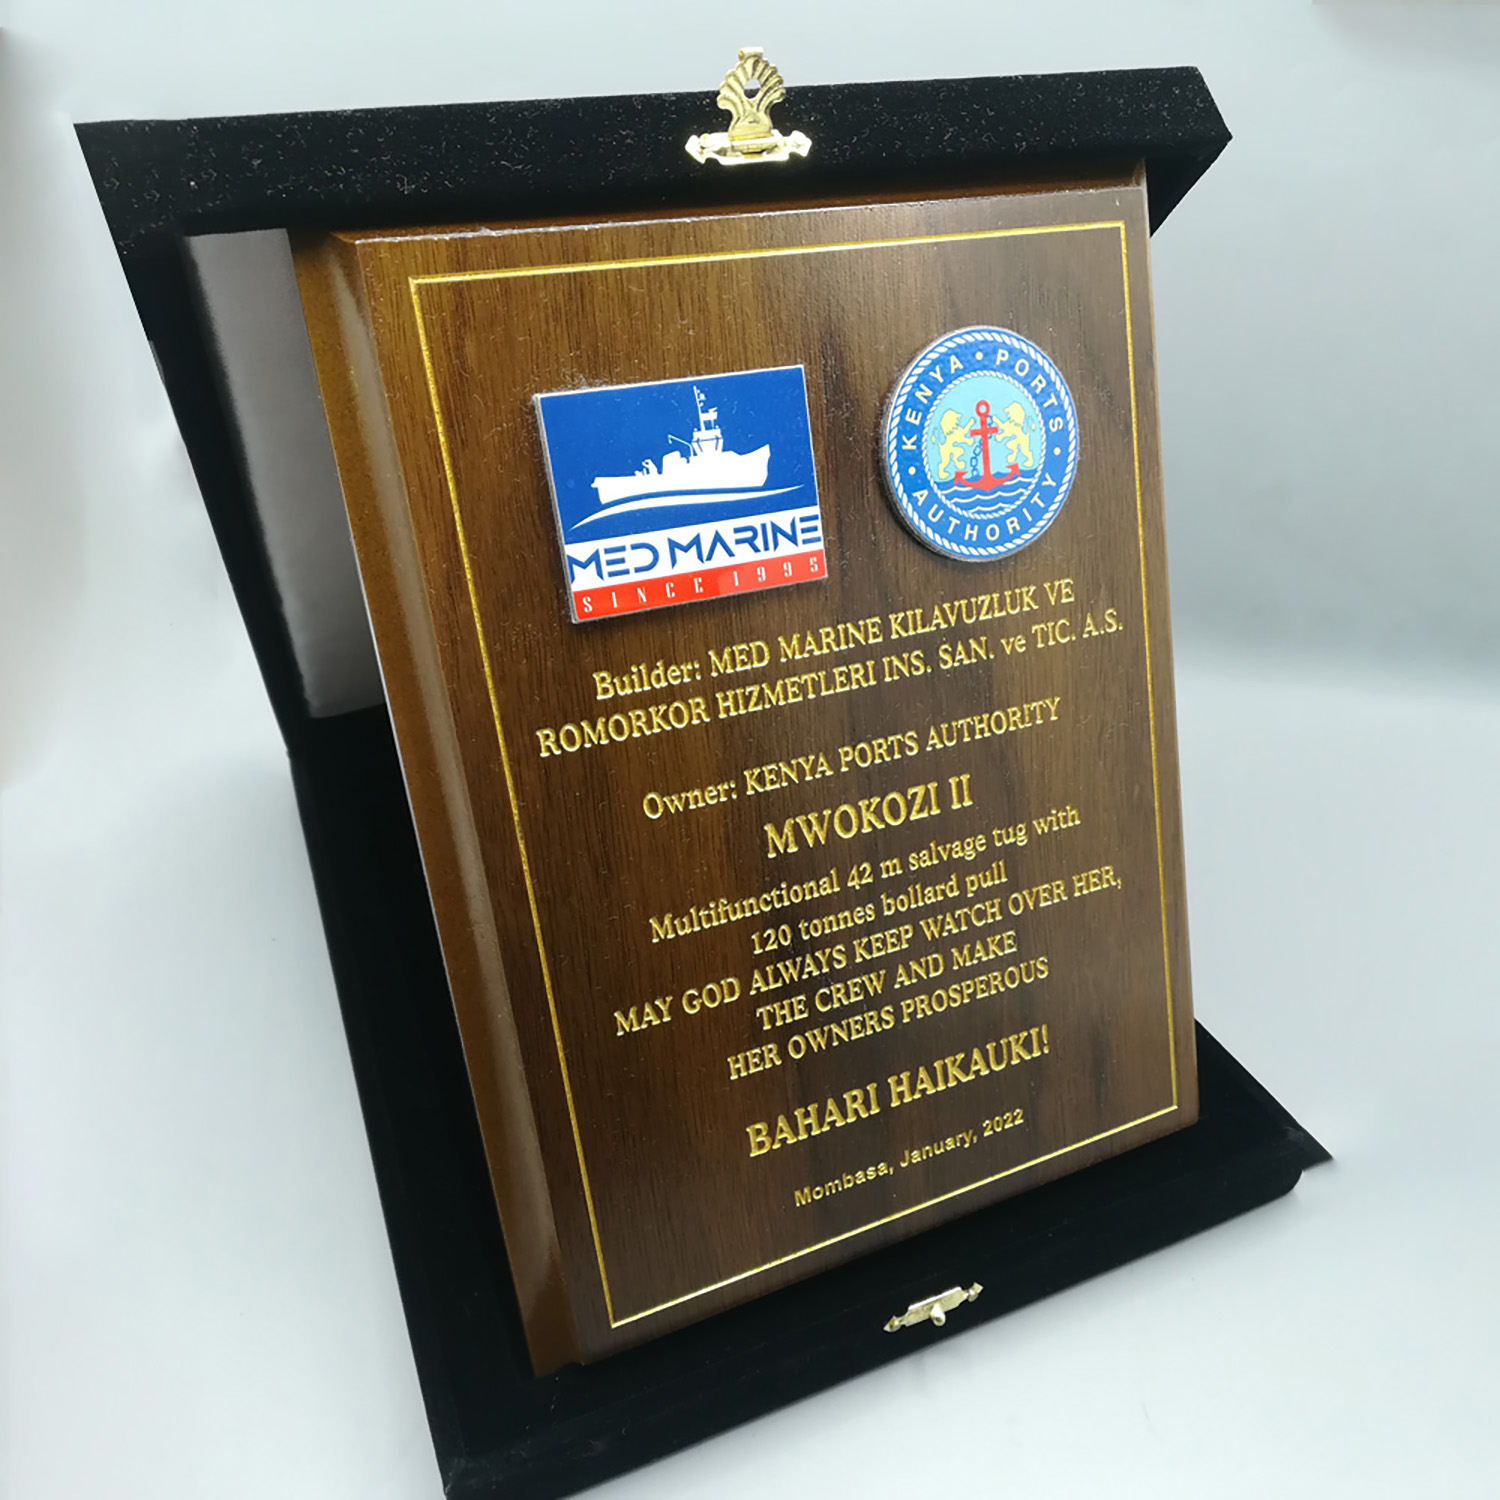 MED MARINE
SINCE 1995
KENYA • PORTS • AUTHORITY •
Builder: MED MARINE KILAVUZLUK VE
ROMORKOR HIZMETLERI INS. SAN. ve TIC. A.S.
Owner: KENYA PORTS AUTHORITY
MWOKOZI II
Multifunctional 42 m salvage tug with
120 tonnes bollard pull
MAY GOD ALWAYS KEEP WATCH OVER HER,
THE CREW AND MAKE
HER OWNERS PROSPEROUS
BAHARI HAIKAUKI!
Mombasa, January, 2022